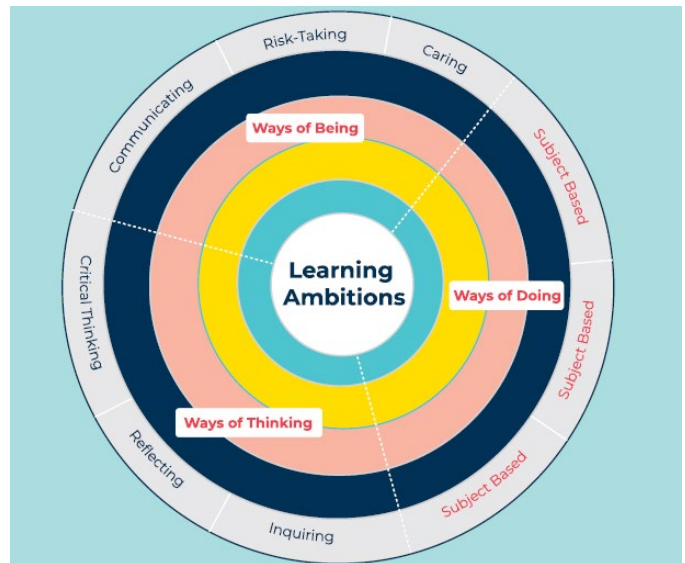 Risk-Taking
Caring
Communicating
Subject Based
Ways of Being
Critical Thinking
Learning
Ambitions
Ways of Doing
Subject Based
Ways of Thinking
Reflecting
Subject Based
Inquiring